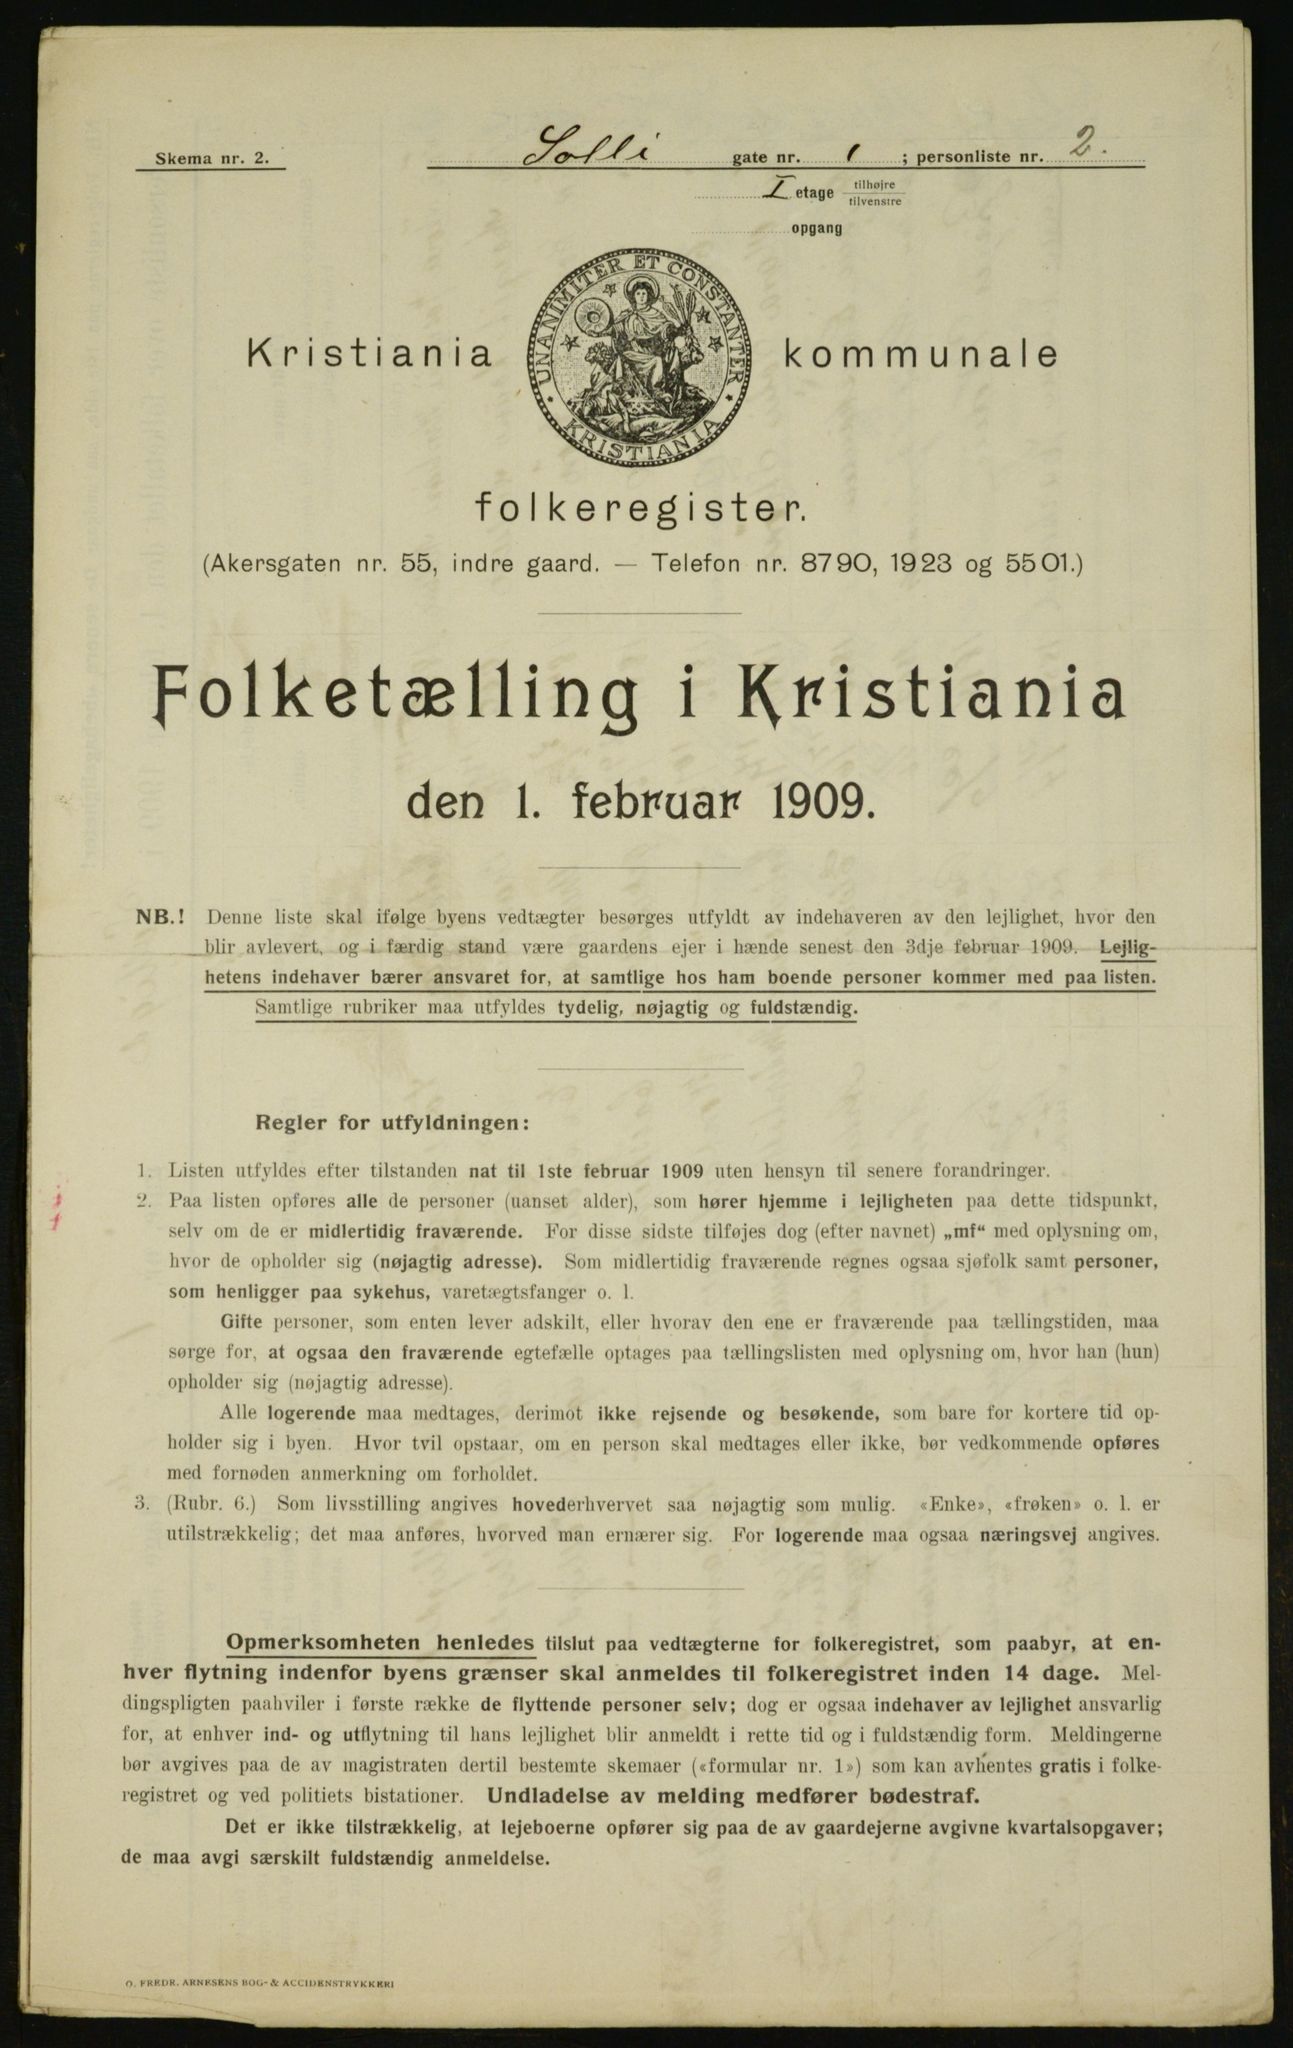 Skema nr. 2.
Solli gate nr. 1 ; personliste nr. 2.
I etage tilhøjre
tilvenstre
opgang
UNANIMITER ET CONSTANTER
KRISTIANIA
Kristiania kommunale
folkeregister.
(Akersgaten nr. 55, indre gaard. — Telefon nr. 8790, 1923 og 5501.)
Folketælling i Kristiania
den 1. februar 1909.
NB.! Denne liste skal ifølge byens vedtægter besørges utfyldt av indehaveren av den lejlighet, hvor den
blir avlevert, og i færdig stand være gaardens ejer i hænde senest den 3dje februar 1909. Lejlig-
hetens indehaver bærer ansvaret for, at samtlige hos ham boende personer kommer med paa listen.
Samtlige rubriker maa utfyldes tydelig, nøjagtig og fuldstændig.
Regler for utfyldningen:
1. Listen utfyldes efter tilstanden nat til 1ste februar 1909 uten hensyn til senere forandringer.
2. Paa listen opføres alle de personer (uanset alder), som hører hjemme i lejligheten paa dette tidspunkt,
selv om de er midlertidig fraværende. For disse sidste tilføjes dog (efter navnet) „mf“ med oplysning om,
hvor de opholder sig (nøjagtig adresse). Som midlertidig fraværende regnes ogsaa sjøfolk samt personer,
som henligger paa sykehus, varetægtsfanger o. l.
Gifte personer, som enten lever adskilt, eller hvorav den ene er fraværende paa tællingstiden, maa
sørge for, at ogsaa den fraværende egtefælle optages paa tællingslisten med oplysning om, hvor han (hun)
opholder sig (nøjagtig adresse).
Alle logerende maa medtages, derimot ikke rejsende og besøkende, som bare for kortere tid op-
holder sig i byen. Hvor tvil opstaar, om en person skal medtages eller ikke, bør vedkommende opføres
med fornøden anmerkning om forholdet.
3. (Rubr. 6.) Som livsstilling angives hovederhvervet saa nøjagtig som mulig. «Enke», «frøken» o. l. er
utilstrækkelig; det maa anføres, hvorved man ernærer sig. For logerende maa ogsaa næringsvej angives.
Opmerksomheten henledes tilslut paa vedtægterne for folkeregistret, som paabyr, at en-
hver flytning indenfor byens grænser skal anmeldes til folkeregistret inden 14 dage. Mel-
dingspligten paahviler i første række de flyttende personer selv; dog er ogsaa indehaver av lejlighet ansvarlig
for, at enhver ind- og utflytning til hans lejlighet blir anmeldt i rette tid og i fuldstændig form. Meldingerne
bør avgives paa de av magistraten dertil bestemte skemaer («formular nr. 1») som kan avhentes gratis i folke-
registret og ved politiets bistationer. Undladelse av melding medfører bødestraf.
Det er ikke tilstrækkelig, at lejeboerne opfører sig paa de av gaardejerne avgivne kvartalsopgaver;
de maa avgi særskilt fuldstændig anmeldelse.
O. FREDR. ARNESENS BOG- & ACCIDENSTRYKKERI